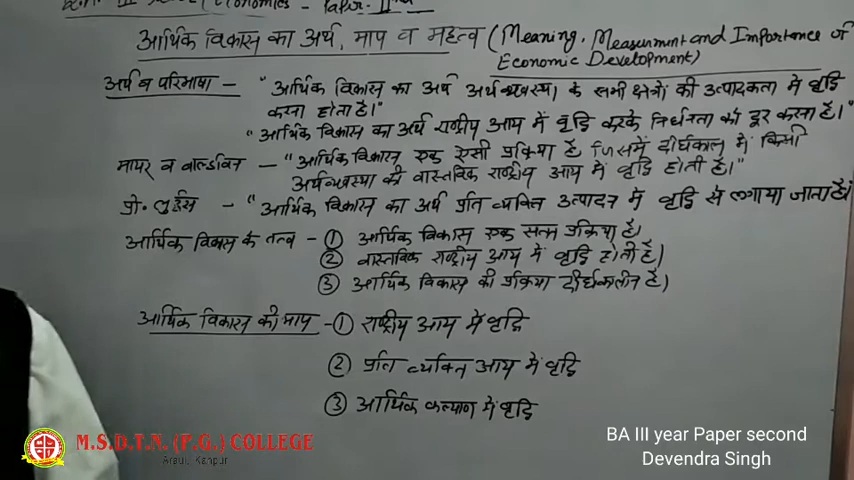 Economics - Paper - II
आर्थिक विकास का अर्थ, माप व महत्व (Meaning, Measurment and Importance of
Economic Development)
अर्थ व परिभाषा - "आर्थिक विकास का अर्थ अर्थव्यवस्था के सभी क्षेत्रों की उत्पादकता में वृद्धि
करना होता है।"
"आर्थिक विकास का अर्थ राष्ट्रीय आय में वृद्धि करके निर्धनता को दूर करना है।"
मायर व वाल्डविन - "आर्थिक विकास एक ऐसी प्रक्रिया है जिसमें दीर्घकाल में किसी
अर्थव्यवस्था की वास्तविक राष्ट्रीय आय में वृद्धि होती है।"
प्रो. लुईस - "आर्थिक विकास का अर्थ प्रति व्यक्ति उत्पादन में वृद्धि से लगाया जाता है।
आर्थिक विकास के तत्व - ① आर्थिक विकास एक सतत प्रक्रिया है।
② वास्तविक राष्ट्रीय आय में वृद्धि होती है।
③ आर्थिक विकास की प्रक्रिया दीर्घकालीन है।
आर्थिक विकास की माप - ① राष्ट्रीय आय में वृद्धि
② प्रति व्यक्ति आय में वृद्धि
③ आर्थिक कल्याण में वृद्धि
M.S.D.T.N. (P.G.) COLLEGE
Araul, Kanpur
BA III year Paper second
Devendra Singh